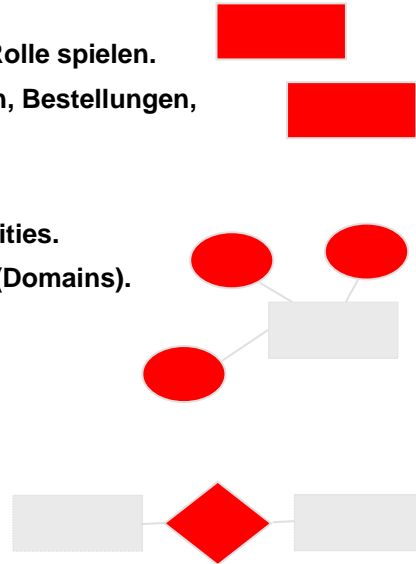 Rolle spielen.
n, Bestellungen,
ities.
(Domains).